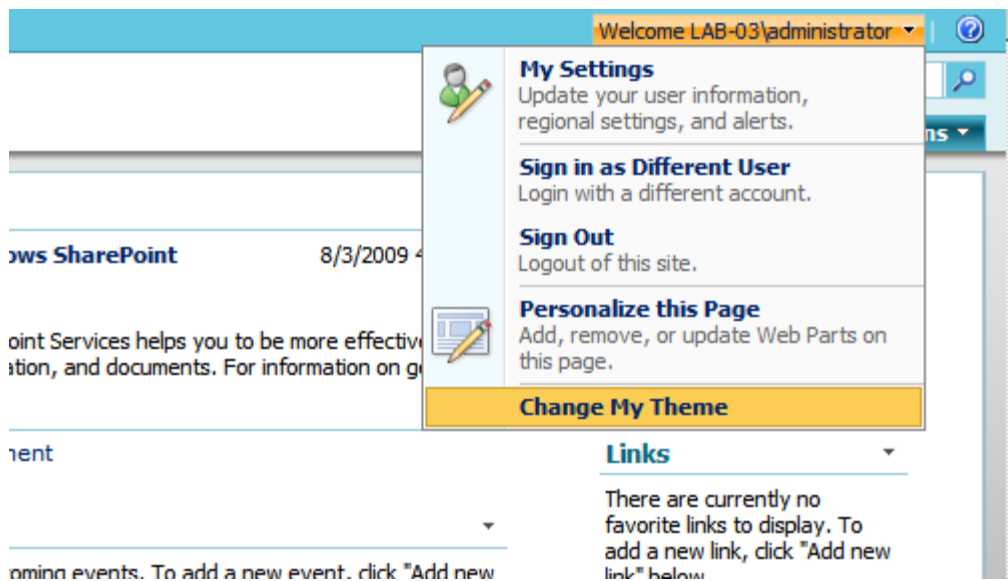 Welcome LAB-03\administrator
My Settings
Update your user information,
regional settings, and alerts.
Sign in as Different User
Login with a different account.
Sign Out
Logout of this site.
Personalize this Page
Add, remove, or update Web Parts on
this page.
Change My Theme
SharePoint 8/3/2009
oint Services helps you to be more
ation, and documents. For information on
Links
There are currently no
favorite links to display. To
add a new link, click "Add new
link" below
oming events. To add a new event, click "Add new